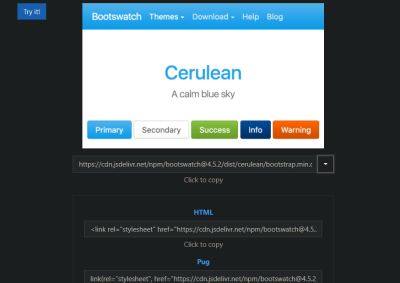 Try it!
Bootswatch Themes Download Help Blog
Cerulean
A calm blue sky
Primary Secondary Success Info Warning
https://cdn.jsdelivr.net/npm/bootswatch@4.5.2/dist/cerulean/bootstrap.min.c
Click to copy
HTML
<link rel="stylesheet" href="https://cdn.jsdelivr.net/npm/bootswatch@4.5..
Click to copy
Pug
link(rel="stylesheet", href="https://cdn.jsdelivr.net/npm/bootswatch@4.5.2